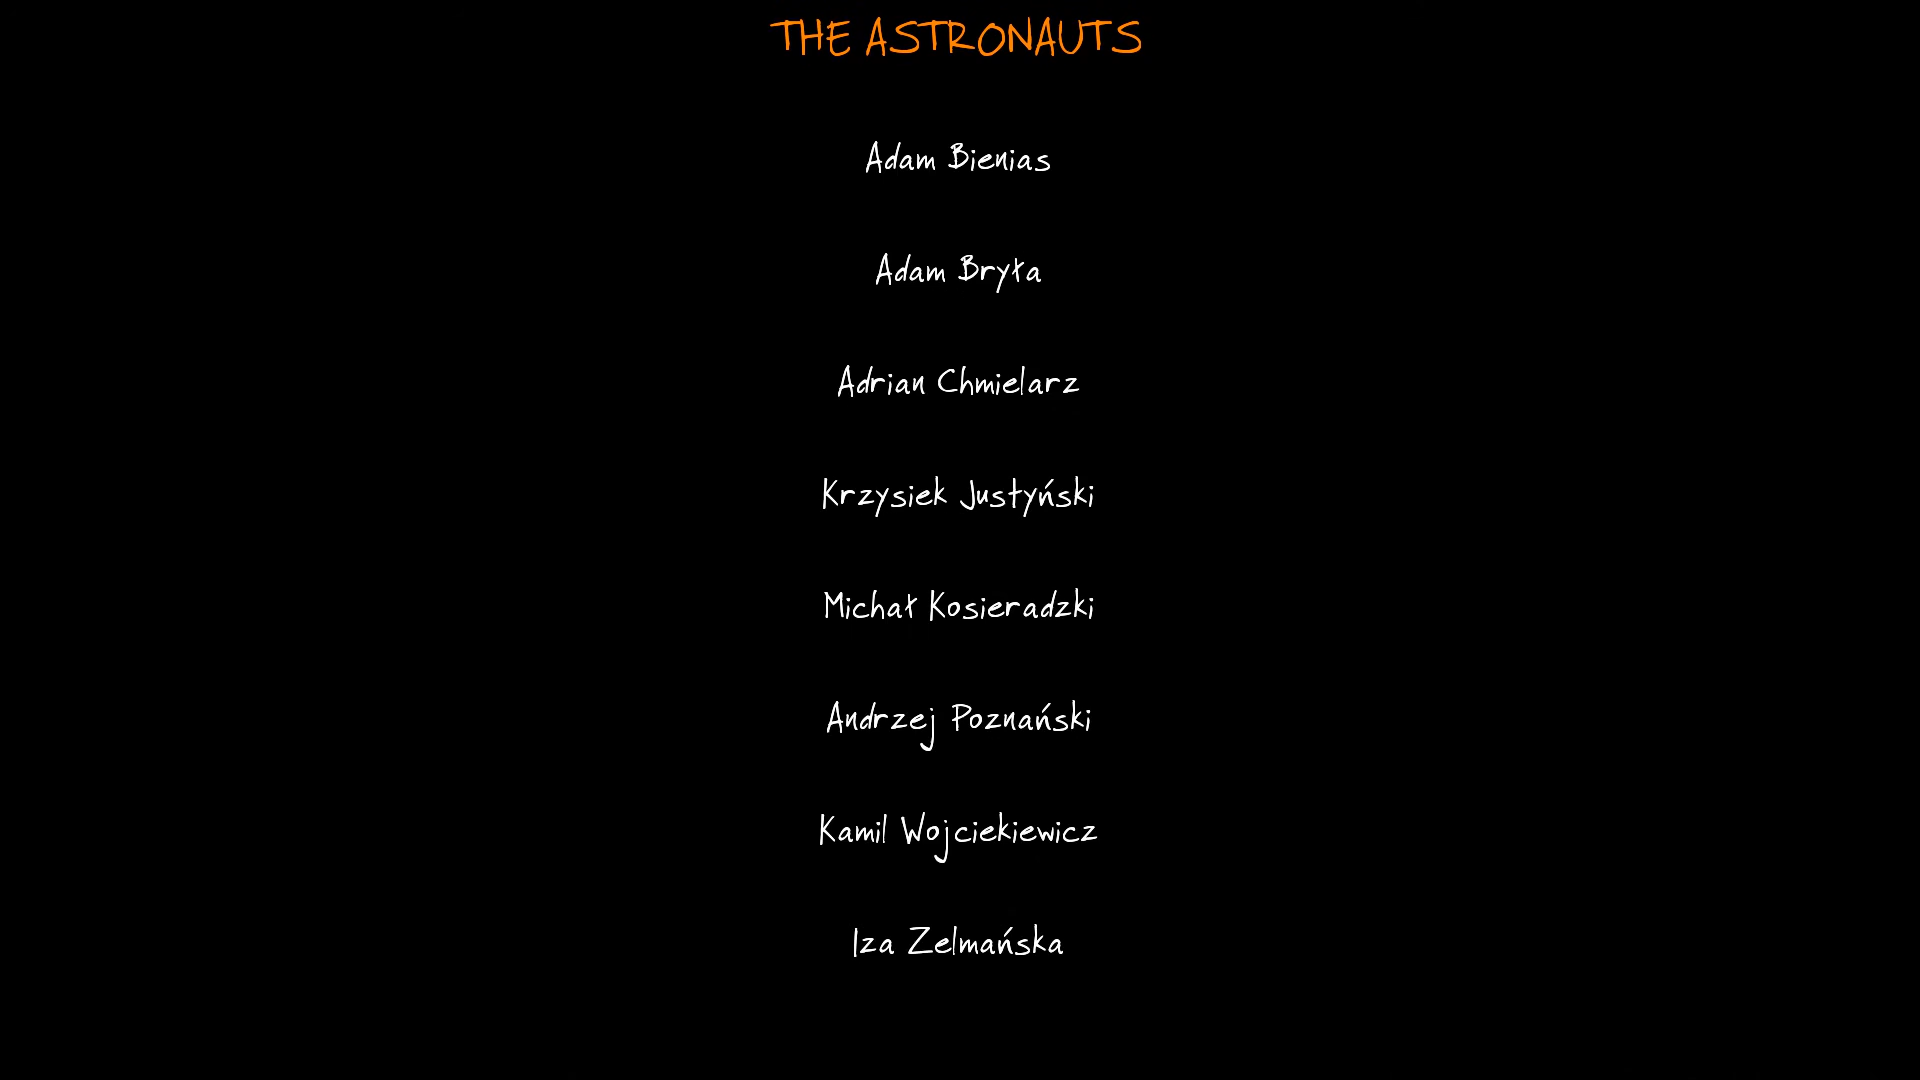 THE ASTRONAUTS
Adam Bienias
Adam Bryła
Adrian Chmielarz
Krzysiek Justyński
Michał Kosieradzki
Andrzej Poznański
Kamil Wojciekiewicz
Iza Zelmańska